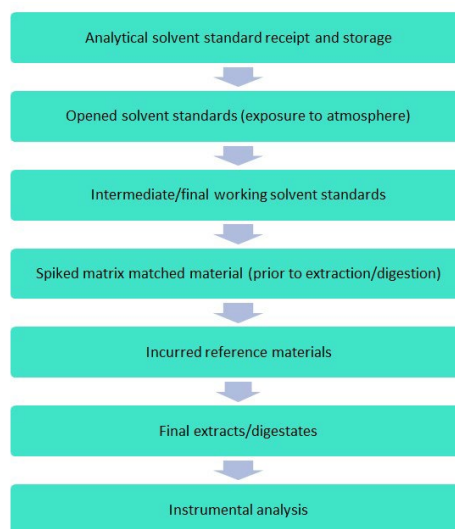 Analytical solvent standard receipt and storage
Opened solvent standards (exposure to atmosphere)
Intermediate/final working solvent standards
Spiked matrix matched material (prior to extraction/digestion)
Incurred reference materials
Final extracts/digestates
Instrumental analysis